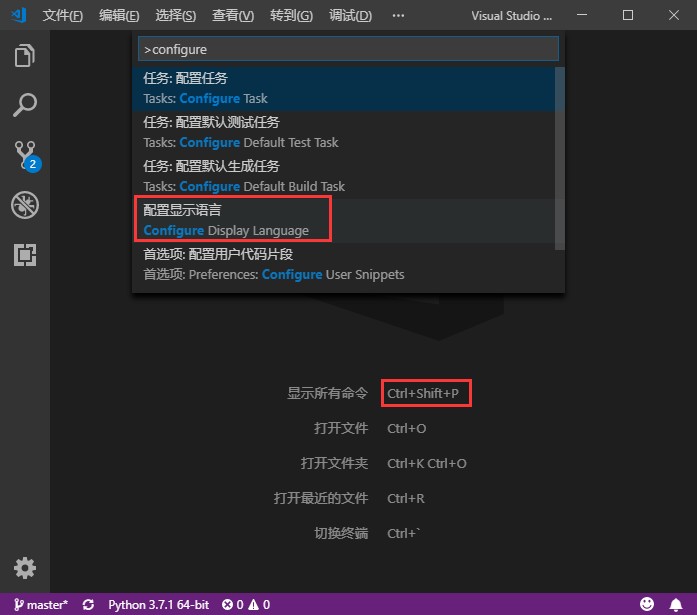 文件(F) 编辑(E) 选择(S) 查看(V) 转到(G) 调试(D) ··· Visual Studio ...
>configure
任务: 配置任务
Tasks: Configure Task
任务: 配置默认测试任务
Tasks: Configure Default Test Task
任务: 配置默认生成任务
Tasks: Configure Default Build Task
配置显示语言
Configure Display Language
首选项: 配置用户代码片段
首选项: Preferences: Configure User Snippets
2
显示所有命令 Ctrl+Shift+P
打开文件 Ctrl+O
打开文件夹 Ctrl+K Ctrl+O
打开最近的文件 Ctrl+R
切换终端 Ctrl+`
master* Python 3.7.1 64-bit 0 0